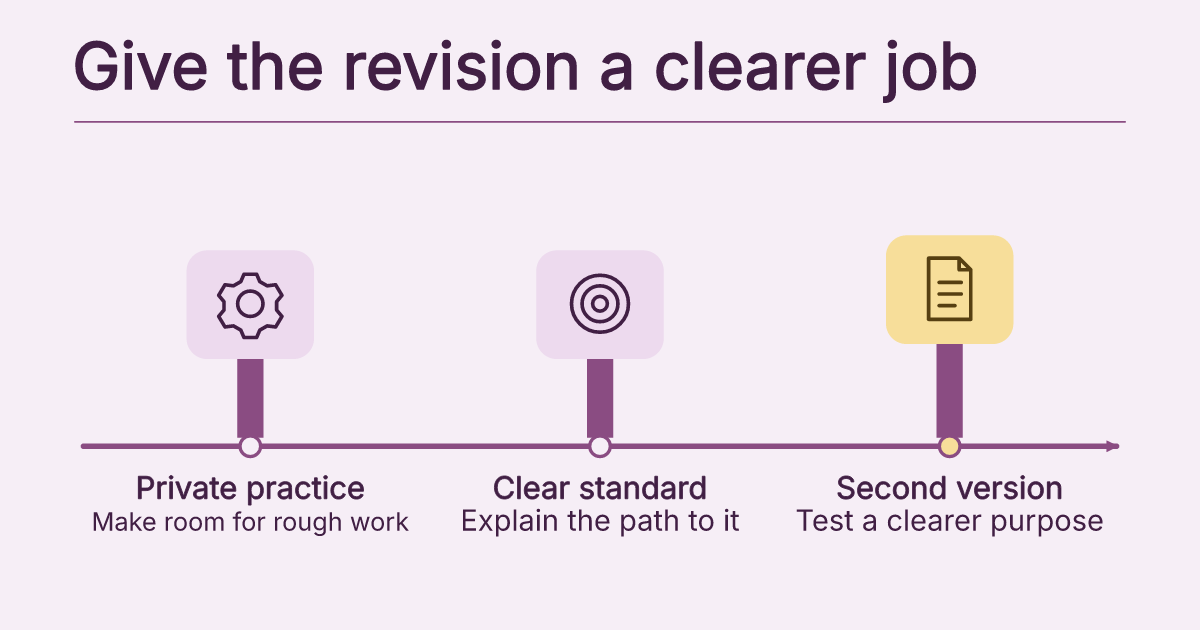 Give the revision a clearer job
Private practice
Make room for rough work
Clear standard
Explain the path to it
Second version
Test a clearer purpose